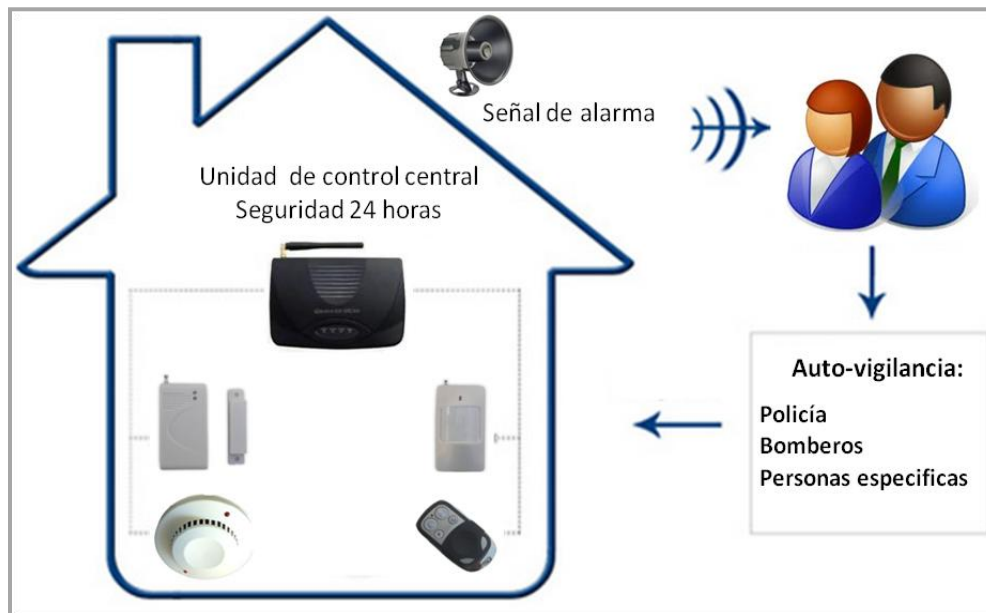 Señal de alarma
Unidad de control central
Seguridad 24 horas
Auto-vigilancia:
Policía
Bomberos
Personas especificas